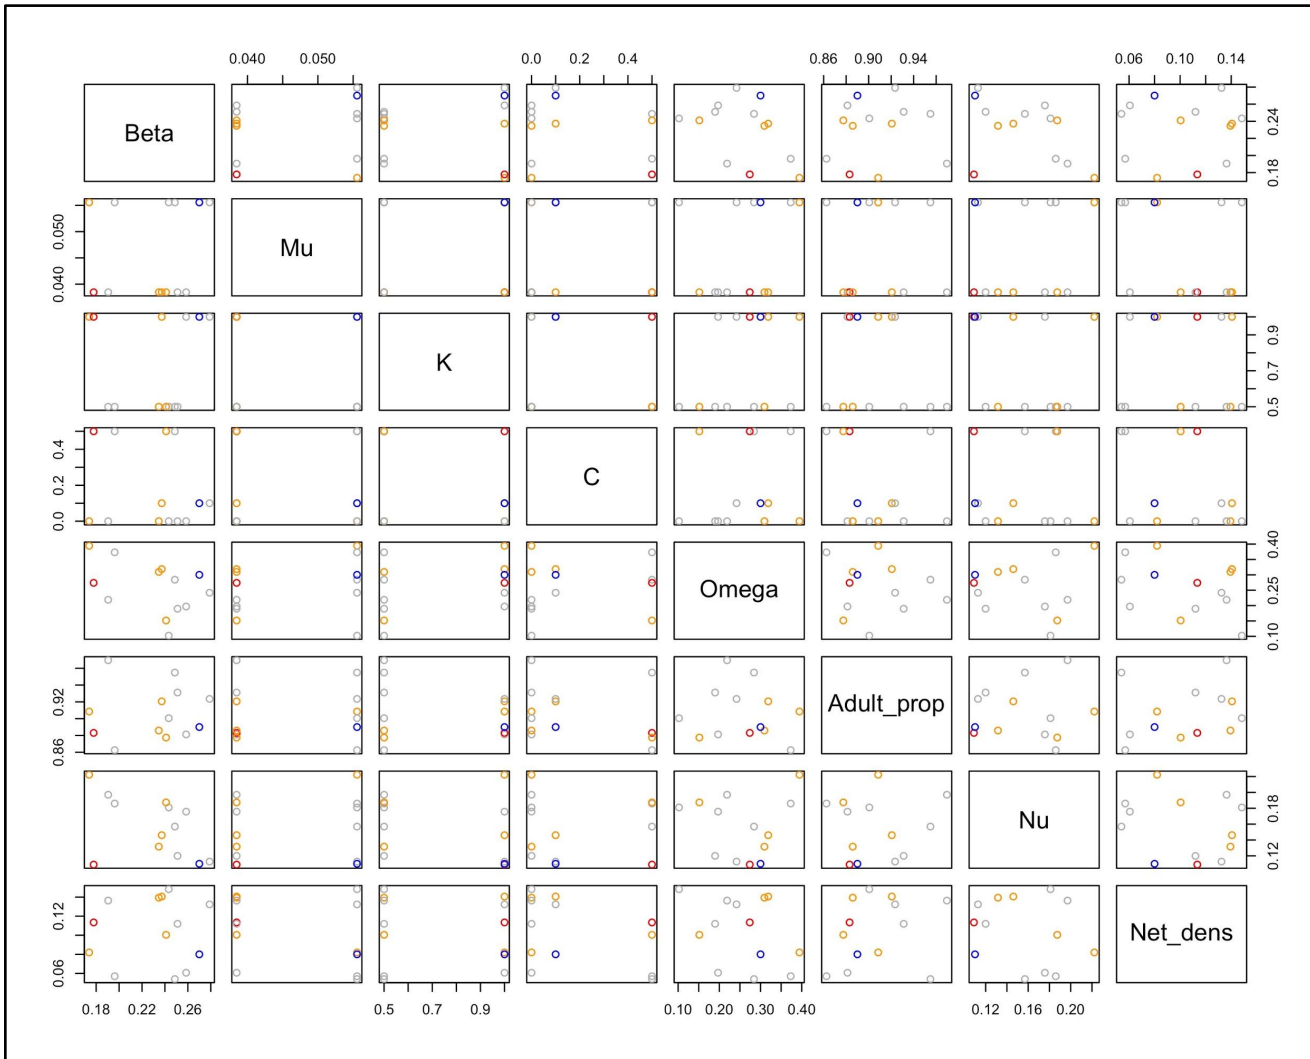 0.040 0.050 0.0 0.2 0.4 0.86 0.90 0.94 0.06 0.10 0.14
Beta
0.18 0.24
0.040 0.050
Mu
K
0.5 0.7 0.9
0.0 0.2 0.4
C
Omega
0.10 0.25 0.40
0.86 0.92
Adult_prop
Nu
0.12 0.18
0.06 0.12
Net_dens
0.18 0.22 0.26 0.5 0.7 0.9 0.10 0.20 0.30 0.40 0.12 0.16 0.20